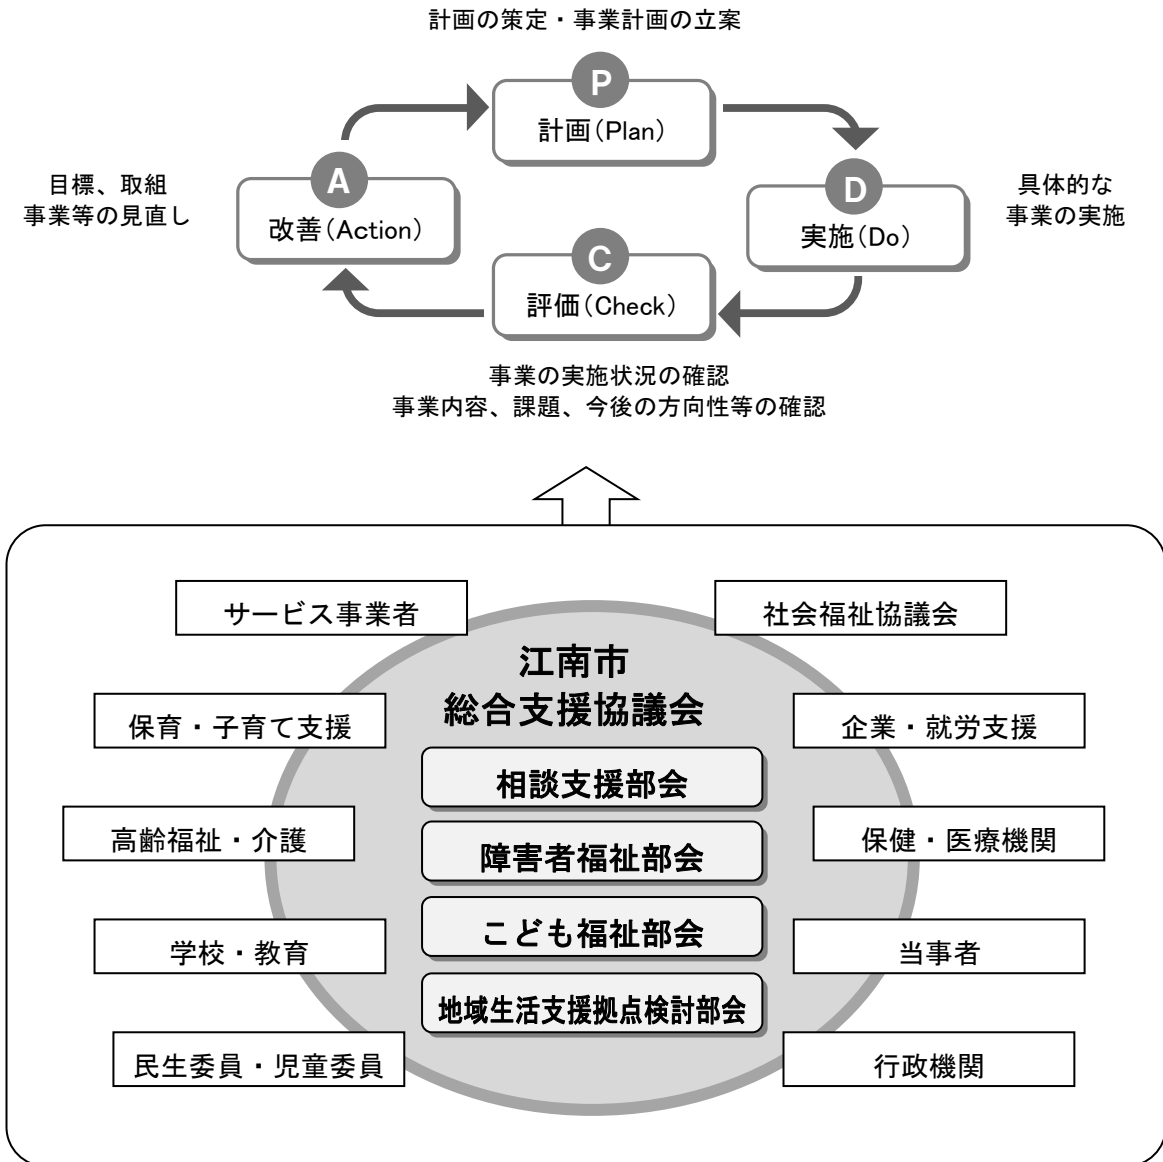 計画の策定・事業計画の立案
P
計画(Plan)
A
改善(Action)
目標、取組
事業等の見直し
D
実施(Do)
具体的な
事業の実施
C
評価(Check)
事業の実施状況の確認
事業内容、課題、今後の方向性等の確認
サービス事業者
社会福祉協議会
江南市
総合支援協議会
保育・子育て支援
企業・就労支援
相談支援部会
高齢福祉・介護
保健・医療機関
障害者福祉部会
こども福祉部会
学校・教育
当事者
地域生活支援拠点検討部会
民生委員・児童委員
行政機関